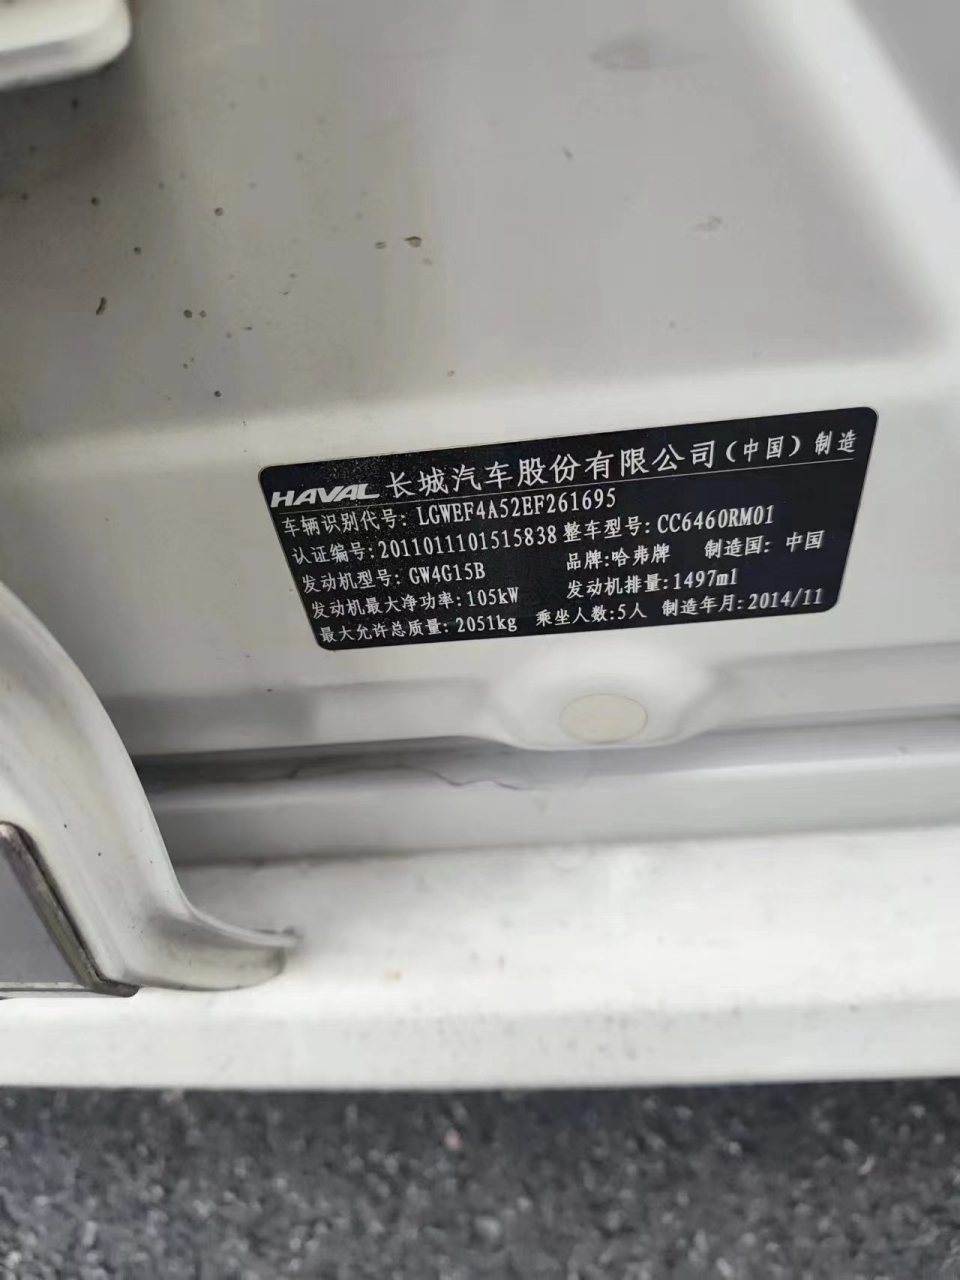 HAVAL 长城汽车股份有限公司(中国)制造
车辆识别代号: LGWEF4A52EF261695
认证编号: 2011011101515838 整车型号: CC6460RM01
发动机型号: GW4G15B 品牌: 哈弗牌 制造国: 中国
发动机最大净功率: 105kW 发动机排量: 1497ml
最大允许总质量: 2051kg 乘坐人数: 5人 制造年月: 2014/11